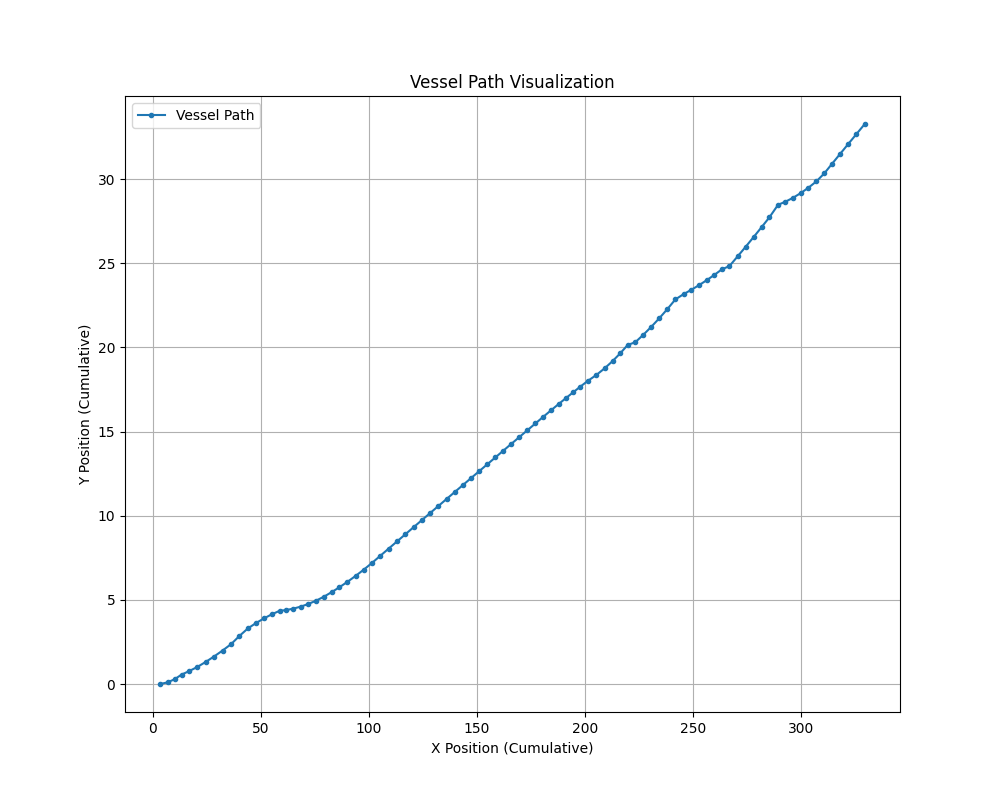 Vessel Path Visualization
Vessel Path
Y Position (Cumulative)
30
25
20
15
10
5
0
0 50 100 150 200 250 300
X Position (Cumulative)